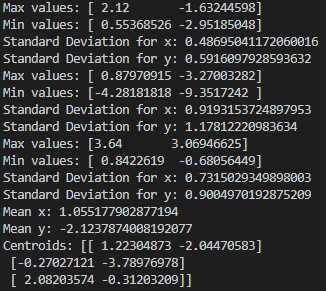 Max values: [ 2.12       -1.63244598]
Min values: [ 0.55368526 -2.95185048]
Standard Deviation for x: 0.48695041172060016
Standard Deviation for y: 0.5916097928593632
Max values: [ 0.87970915 -3.27003282]
Min values: [-4.28181818 -9.3517242 ]
Standard Deviation for x: 0.9193153724897953
Standard Deviation for y: 1.17812220983634
Max values: [3.64       3.06946625]
Min values: [ 0.8422619  -0.68056449]
Standard Deviation for x: 0.7315029349898003
Standard Deviation for y: 0.9004970192875209
Mean x: 1.055177902877194
Mean y: -2.1237874008192077
Centroids: [[ 1.22304873 -2.04470583]
 [-0.27027121 -3.78976978]
 [ 2.08203574 -0.31203209]]